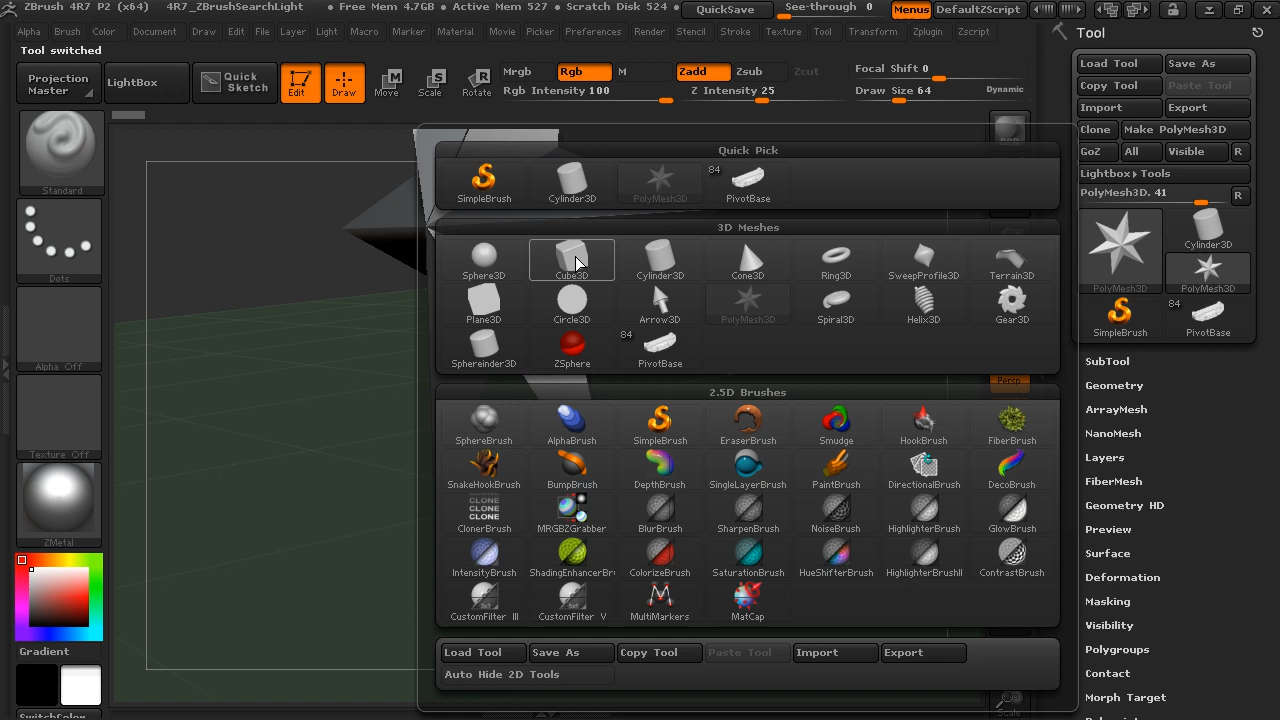 ZBrush 4R7 P2 (x64) 4R7_ZBrushSearchLight • Free Mem 4.7GB • Active Mem 527 • Scratch Disk 524 • QuickSave See-through 0 Menus DefaultZScript
Alpha Brush Color Document Draw Edit File Layer Light Macro Marker Material Movie Picker Preferences Render Stencil Stroke Texture Tool Transform Zplugin Zscript
Tool switched
Projection Master
LightBox
Quick Sketch
Edit Draw Move Scale Rotate
Mrgb Rgb M Zadd Zsub Zcut Focal Shift 0
Rgb Intensity 100 Z Intensity 25 Draw Size 64 Dynamic
Standard
Dots
Alpha Off
Texture Off
ZMetal
Gradient
SwitchColor
Quick Pick
SimpleBrush Cylinder3D PolyMesh3D 84 PivotBase
3D Meshes
Sphere3D Cube3D Cylinder3D Cone3D Ring3D SweepProfile3D Terrain3D
Plane3D Circle3D Arrow3D PolyMesh3D Spiral3D Helix3D Gear3D
Sphereinder3D ZSphere 84 PivotBase
2.5D Brushes
SphereBrush AlphaBrush SimpleBrush EraserBrush Smudge HookBrush FiberBrush
SnakeHookBrush BumpBrush DepthBrush SingleLayerBrush PaintBrush DirectionalBrush DecoBrush
CLONE
CLONE
CLONE
ClonerBrush MRGBZGrabber BlurBrush SharpenBrush NoiseBrush HighlighterBrush GlowBrush
IntensityBrush ShadingEnhancerBr ColorizeBrush SaturationBrush HueShifterBrush HighlighterBrushII ContrastBrush
CustomFilter III CustomFilter V MultiMarkers MatCap
Load Tool Save As Copy Tool Paste Tool Import Export
Auto Hide 2D Tools
Persp
Scale
Tool
Load Tool Save As
Copy Tool Paste Tool
Import Export
Clone Make PolyMesh3D
GoZ All Visible R
Lightbox▸Tools
PolyMesh3D. 41 R
PolyMesh3D Cylinder3D
PolyMesh3D
SimpleBrush 84 PivotBase
SubTool
Geometry
ArrayMesh
NanoMesh
Layers
FiberMesh
Geometry HD
Preview
Surface
Deformation
Masking
Visibility
Polygroups
Contact
Morph Target